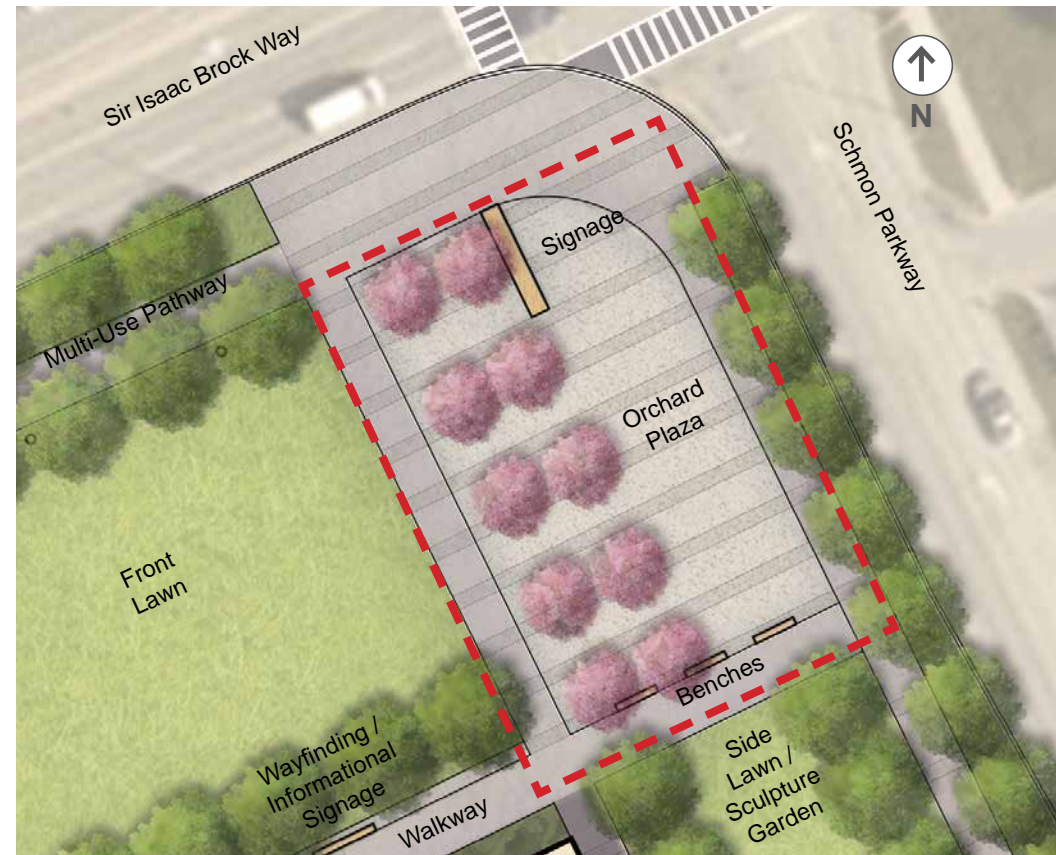 Sir Isaac Brock Way
N
Schmon Parkway
Signage
Multi-Use Pathway
Orchard
Plaza
Front
Lawn
Benches
Wayfinding /
Informational
Signage
Walkway
Side
Lawn /
Sculpture
Garden